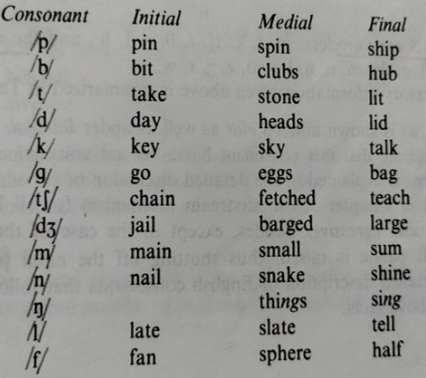 Consonant Initial Medial Final
/p/ pin spin ship
/b/ bit clubs hub
/t/ take stone lit
/d/ day heads lid
/k/ key sky talk
/g/ go eggs bag
/tʃ/ chain fetched teach
/dʒ/ jail barged large
/m/ main small sum
/n/ nail snake shine
/ŋ/ things sing
/l/ late slate tell
/f/ fan sphere half